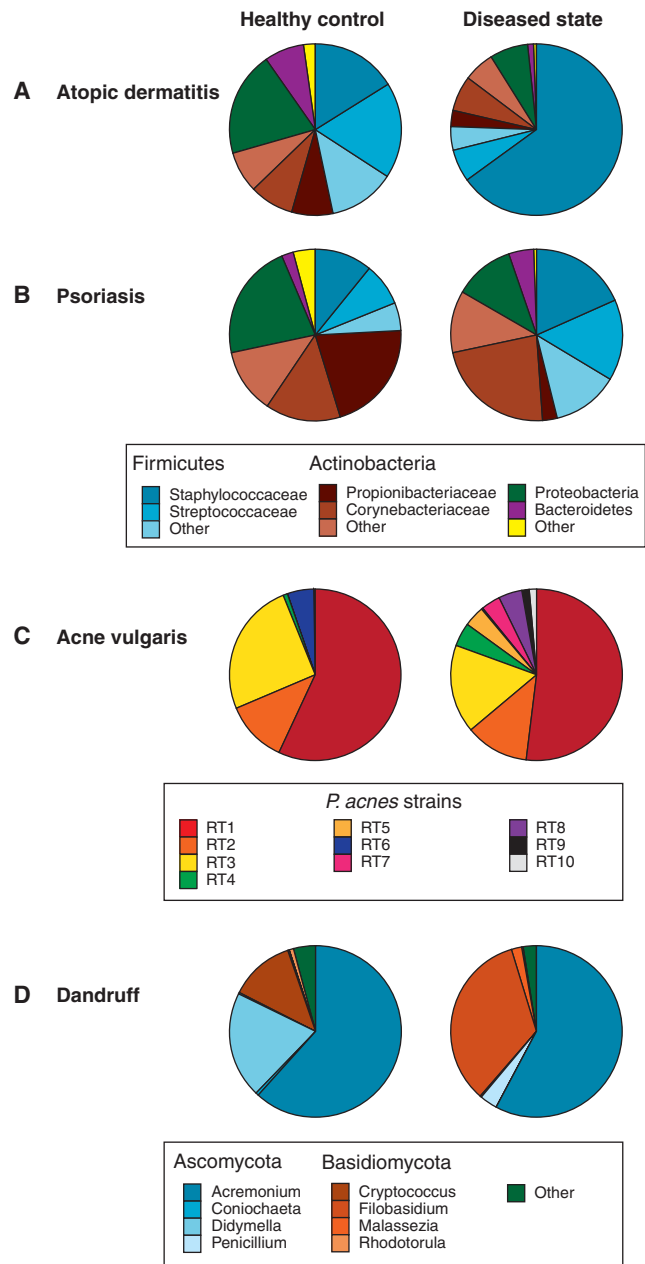 Healthy control Diseased state
A Atopic dermatitis
B Psoriasis
Firmicutes
Staphylococcaceae
Streptococcaceae
Other
Actinobacteria
Propionibacteriaceae
Corynebacteriaceae
Other
Proteobacteria
Bacteroidetes
Other
C Acne vulgaris
P. acnes strains
RT1
RT2
RT3
RT4
RT5
RT6
RT7
RT8
RT9
RT10
D Dandruff
Ascomycota
Acremonium
Coniochaeta
Didymella
Penicillium
Basidiomycota
Cryptococcus
Filobasidium
Malassezia
Rhodotorula
Other